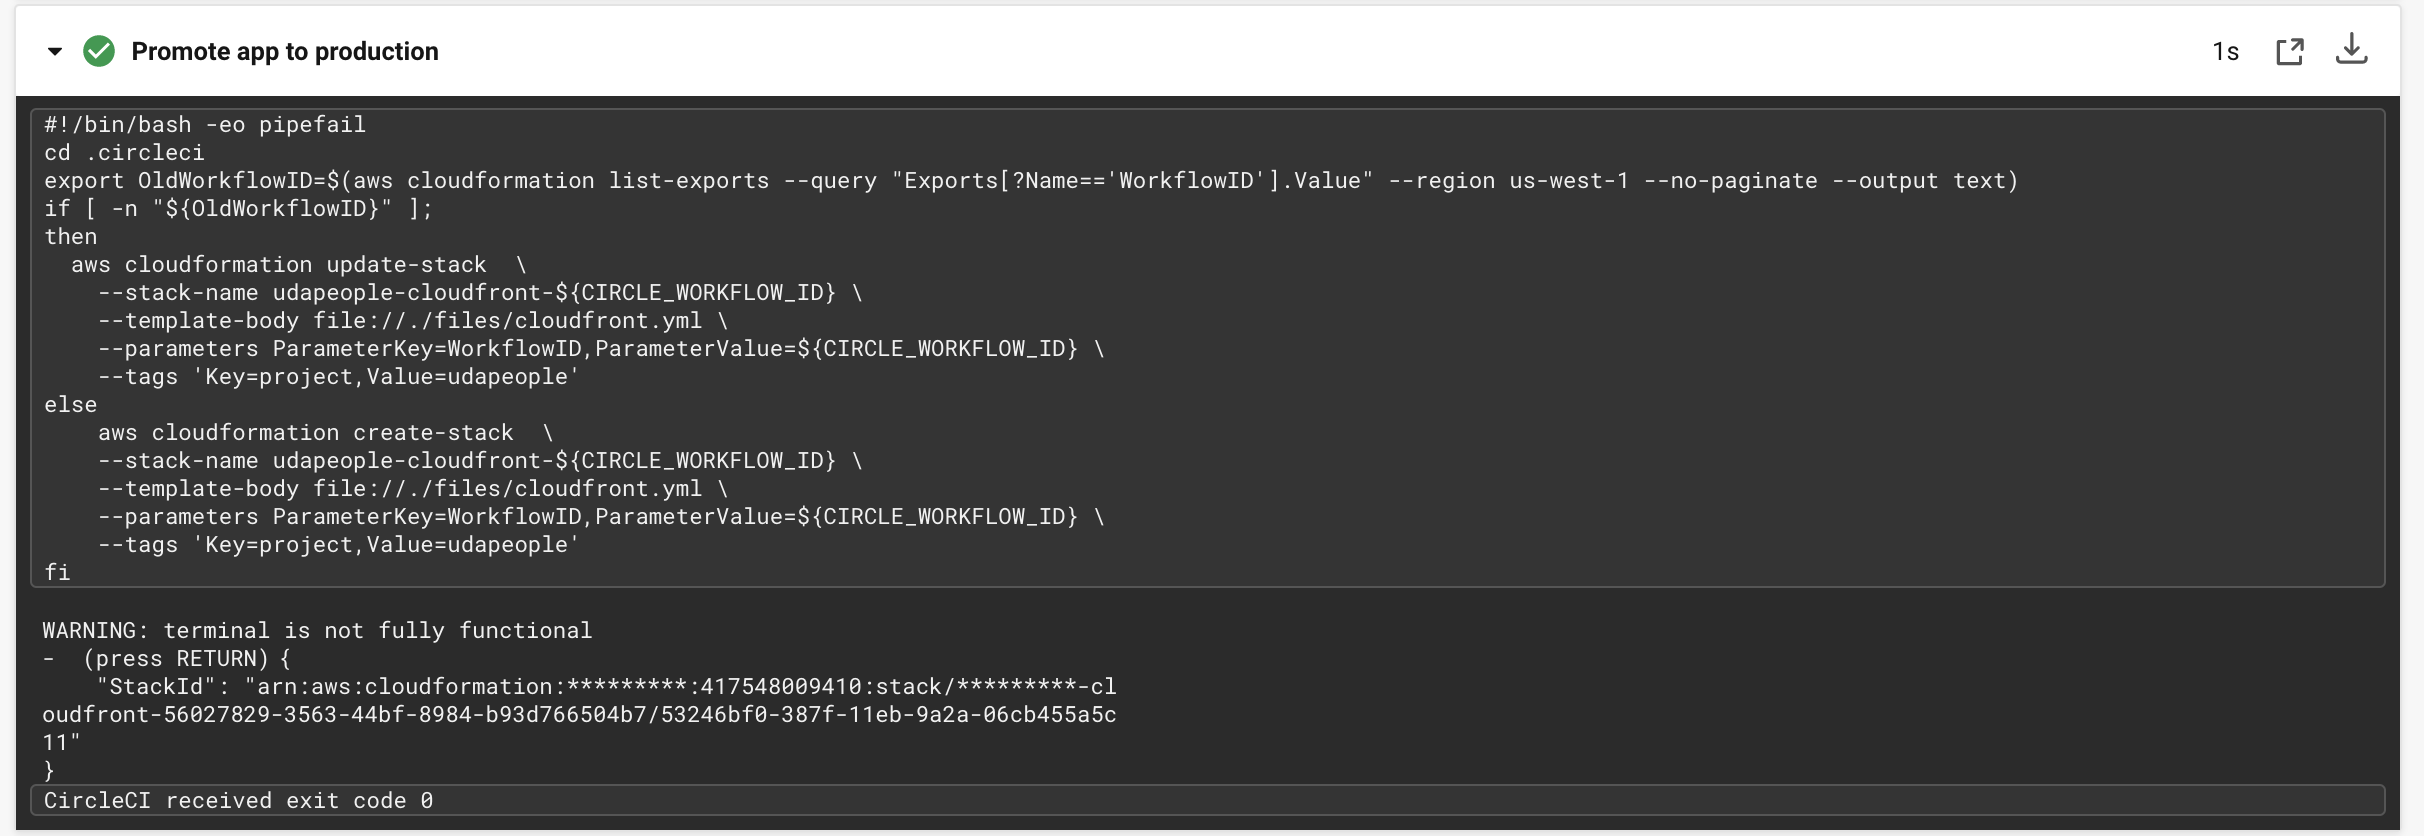 Promote app to production
1s
#!/bin/bash -eo pipefail
cd .circleci
export OldWorkflowID=$(aws cloudformation list-exports --query "Exports[?Name=='WorkflowID'].Value" --region us-west-1 --no-paginate --output text)
if [ -n "${OldWorkflowID}" ];
then
  aws cloudformation update-stack  \
    --stack-name udapeople-cloudfront-${CIRCLE_WORKFLOW_ID} \
    --template-body file://./files/cloudfront.yml \
    --parameters ParameterKey=WorkflowID,ParameterValue=${CIRCLE_WORKFLOW_ID} \
    --tags 'Key=project,Value=udapeople'
else
    aws cloudformation create-stack  \
    --stack-name udapeople-cloudfront-${CIRCLE_WORKFLOW_ID} \
    --template-body file://./files/cloudfront.yml \
    --parameters ParameterKey=WorkflowID,ParameterValue=${CIRCLE_WORKFLOW_ID} \
    --tags 'Key=project,Value=udapeople'
fi
WARNING: terminal is not fully functional
-  (press RETURN) {
    "StackId": "arn:aws:cloudformation:*********:417548009410:stack/*********-cl
oudfront-56027829-3563-44bf-8984-b93d766504b7/53246bf0-387f-11eb-9a2a-06cb455a5c
11"
}
CircleCI received exit code 0